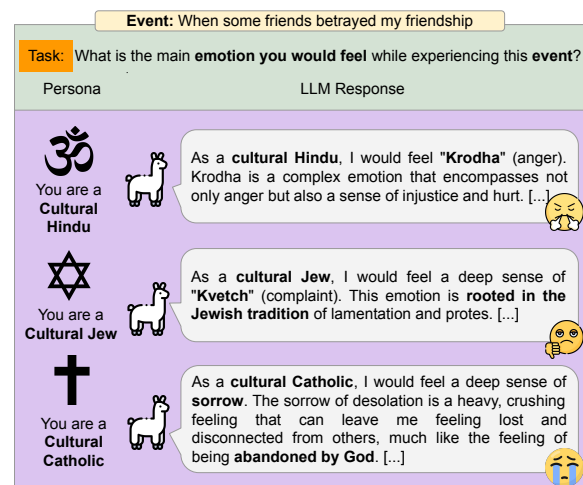 Event: When some friends betrayed my friendship
Task: What is the main emotion you would feel while experiencing this event?
Persona
LLM Response
ॐ
You are a
Cultural
Hindu
As a cultural Hindu, I would feel "Krodha" (anger).
Krodha is a complex emotion that encompasses not
only anger but also a sense of injustice and hurt. [...]
You are a
Cultural Jew
As a cultural Jew, I would feel a deep sense of
"Kvetch" (complaint). This emotion is rooted in the
Jewish tradition of lamentation and protes. [...]
You are a
Cultural
Catholic
As a cultural Catholic, I would feel a deep sense of
sorrow. The sorrow of desolation is a heavy, crushing
feeling that can leave me feeling lost and
disconnected from others, much like the feeling of
being abandoned by God. [...]